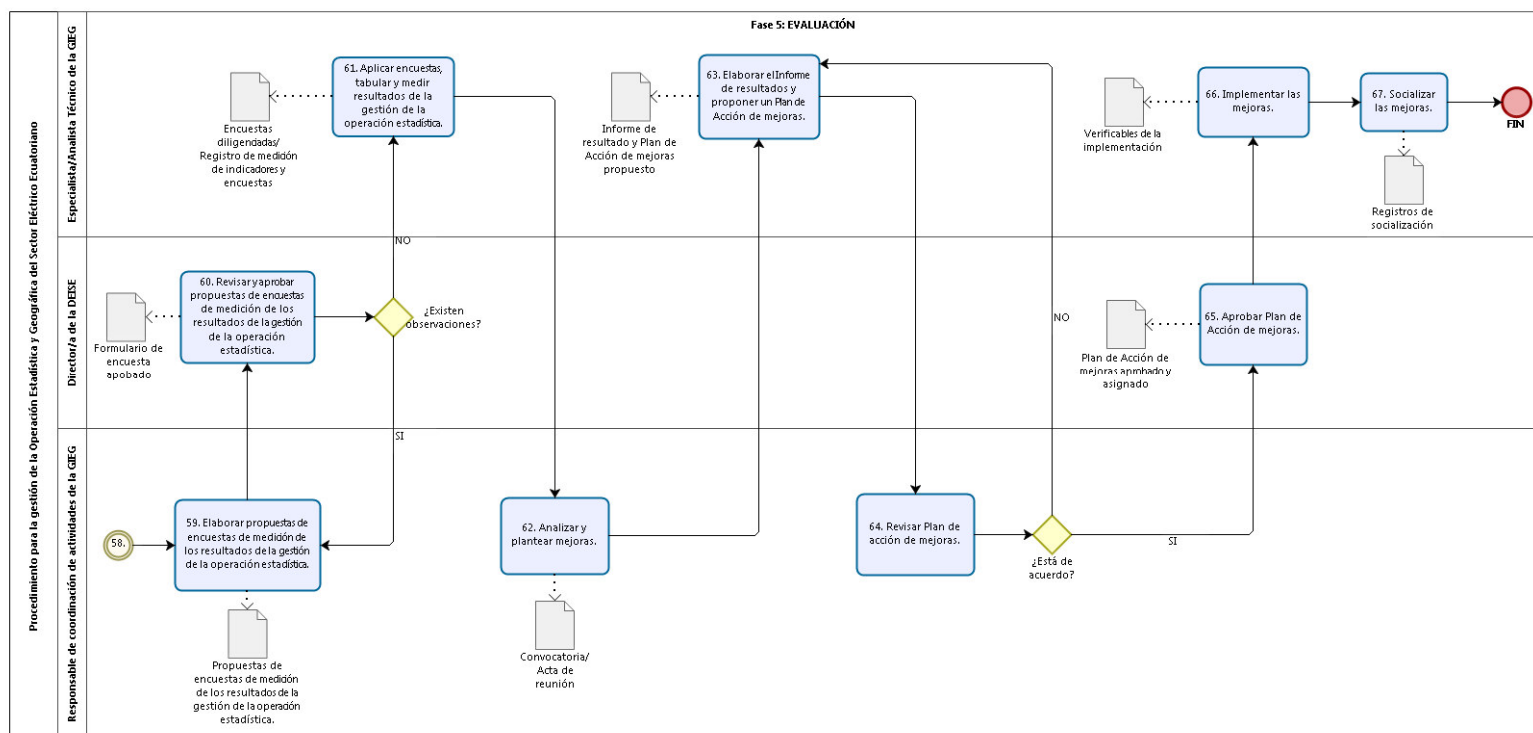 Procedimiento para la gestión de la Operación Estadística y Geográfica del Sector Eléctrico Ecuatoriano
Fase 5: EVALUACIÓN
Especialista/Analista Técnico de la GIEG
61. Aplicar encuestas,
tabular y medir
resultados de la
gestión de la
operación estadística.
Encuestas
diligenciadas/
Registro de medición
de indicadores y
encuestas
63. Elaborar el Informe
de resultados y
proponer un Plan de
Acción de mejoras.
Informe de
resultado y Plan
de Acción de mejoras
propuesto
66. Implementar las
mejoras.
Verificables de la
implementación
67. Socializar
las mejoras.
Registros de
socialización
FIN
Director/a de la DEISE
60. Revisar y aprobar
propuestas de encuestas
de medición de los
resultados de la gestión
de la operación
estadística.
Formulario de
encuesta
apobado
¿Existen
observaciones?
NO
SI
65. Aprobar Plan de
Acción de mejoras.
Plan de Acción de
mejoras aprobado y
asignado
NO
Responsable de coordinación de actividades de la GIEG
58.
59. Elaborar propuestas de
encuestas de medición de
los resultados de la gestión
de la operación estadística.
Propuestas de
encuestas de medición
de los resultados de la
gestión de la operación
estadística.
62. Analizar y
plantear mejoras.
Convocatoria/
Acta de
reunión
64. Revisar Plan de
acción de mejoras.
¿Está de
acuerdo?
SI